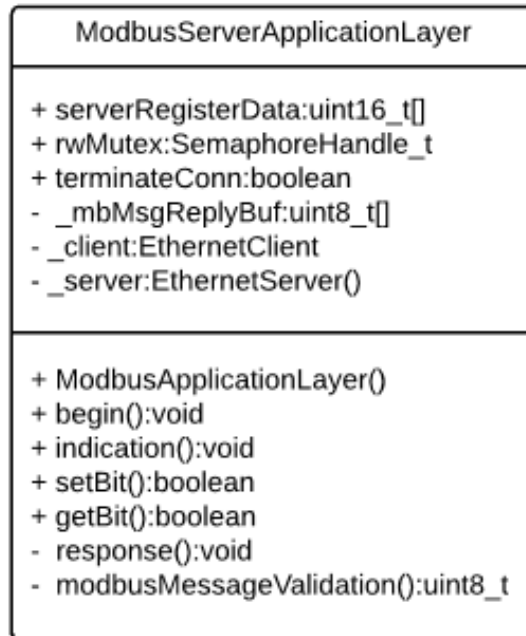 ModbusServerApplicationLayer
+ serverRegisterData:uint16_t[]
+ rwMutex:SemaphoreHandle_t
+ terminateConn:boolean
- _mbMsgReplyBuf:uint8_t[]
- _client:EthernetClient
- _server:EthernetServer()
+ ModbusApplicationLayer()
+ begin():void
+ indication():void
+ setBit():boolean
+ getBit():boolean
- response():void
- modbusMessageValidation():uint8_t